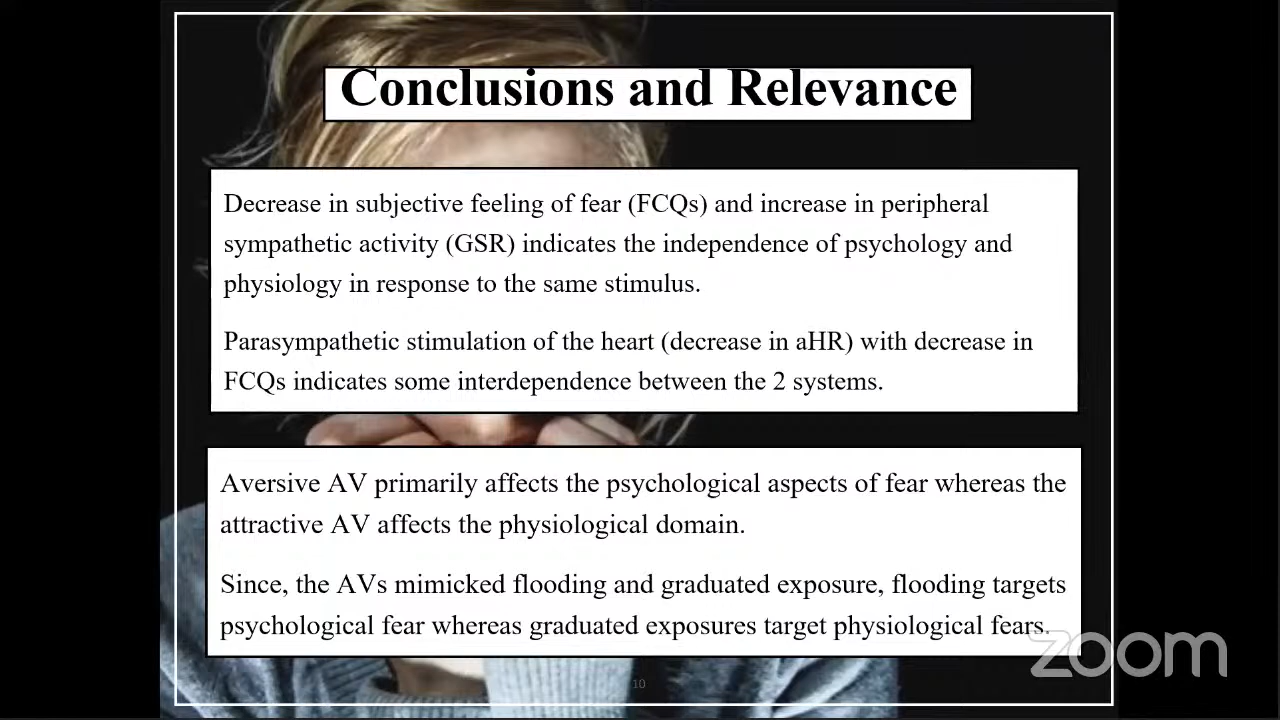 Conclusions and Relevance
Decrease in subjective feeling of fear (FCQs) and increase in peripheral
sympathetic activity (GSR) indicates the independence of psychology and
physiology in response to the same stimulus.
Parasympathetic stimulation of the heart (decrease in aHR) with decrease in
FCQs indicates some interdependence between the 2 systems.
Aversive AV primarily affects the psychological aspects of fear whereas the
attractive AV affects the physiological domain.
Since, the AVs mimicked flooding and graduated exposure, flooding targets
psychological fear whereas graduated exposures target physiological fears.
zoom
10